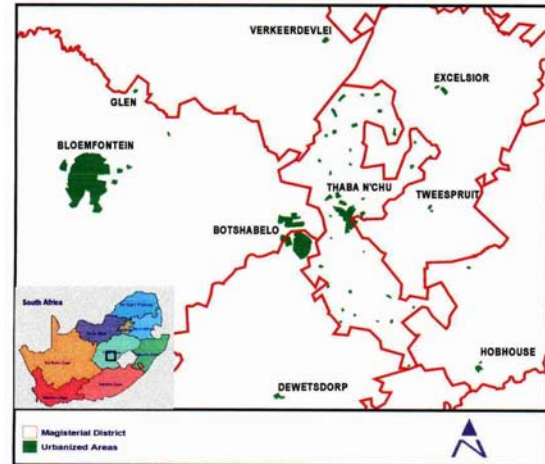 VERKEERDEVLEI
EXCELSIOR
GLEN
BLOEMFONTEIN
THABA N'CHU
TWEESPRUIT
BOTSHABELO
South Africa
HOBHOUSE
DEWETSDORP
Magisterial District
Urbanized Areas
N